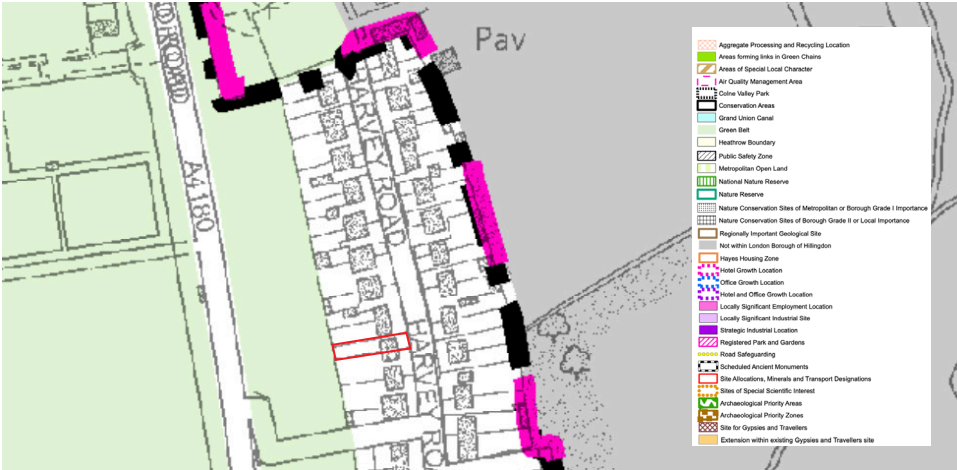 D ROAD
ROAD
Pav
HARVEY ROAD
A4180
HARVEY RO
Aggregate Processing and Recycling Location
Areas forming links in Green Chains
Areas of Special Local Character
Air Quality Management Area
Colne Valley Park
Conservation Areas
Grand Union Canal
Green Belt
Heathrow Boundary
Public Safety Zone
Metropolitan Open Land
National Nature Reserve
Nature Reserve
Nature Conservation Sites of Metropolitan or Borough Grade I Importance
Nature Conservation Sites of Borough Grade II or Local Importance
Regionally Important Geological Site
Not within London Borough of Hillingdon
Hayes Housing Zone
Hotel Growth Location
Office Growth Location
Hotel and Office Growth Location
Locally Significant Employment Location
Locally Significant Industrial Site
Strategic Industrial Location
Registered Park and Gardens
Road Safeguarding
Scheduled Ancient Monuments
Site Allocations, Minerals and Transport Designations
Sites of Special Scientific Interest
Archaeological Priority Areas
Archaeological Priority Zones
Site for Gypsies and Travellers
Extension within existing Gypsies and Travellers site